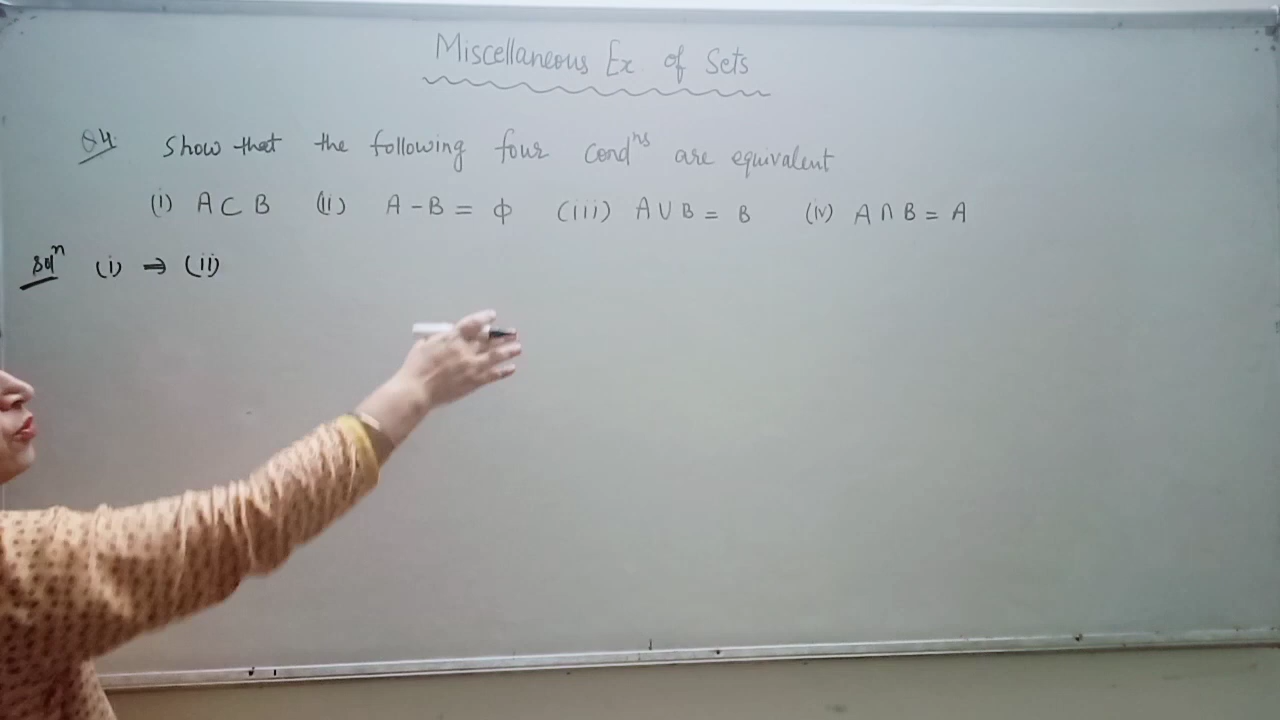 Miscellaneous Ex. of Sets
Q4. Show that the following four condⁿˢ are equivalent
(i) A ⊂ B (ii) A - B = ϕ (iii) A ∪ B = B (iv) A ∩ B = A
Solⁿ (i) ⇒ (ii)